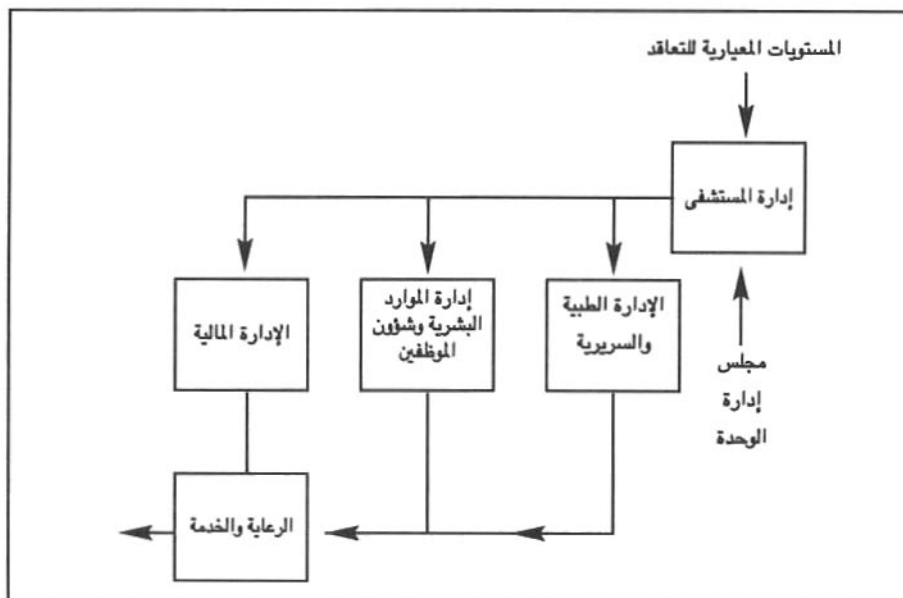 المستويات المعيارية للتعاقد
إدارة المستشفى
الإدارة الطبية
والسريرية
إدارة الموارد
البشرية وشؤون
الموظفين
الإدارة المالية
مجلس
إدارة
الوحدة
الرعاية والخدمة